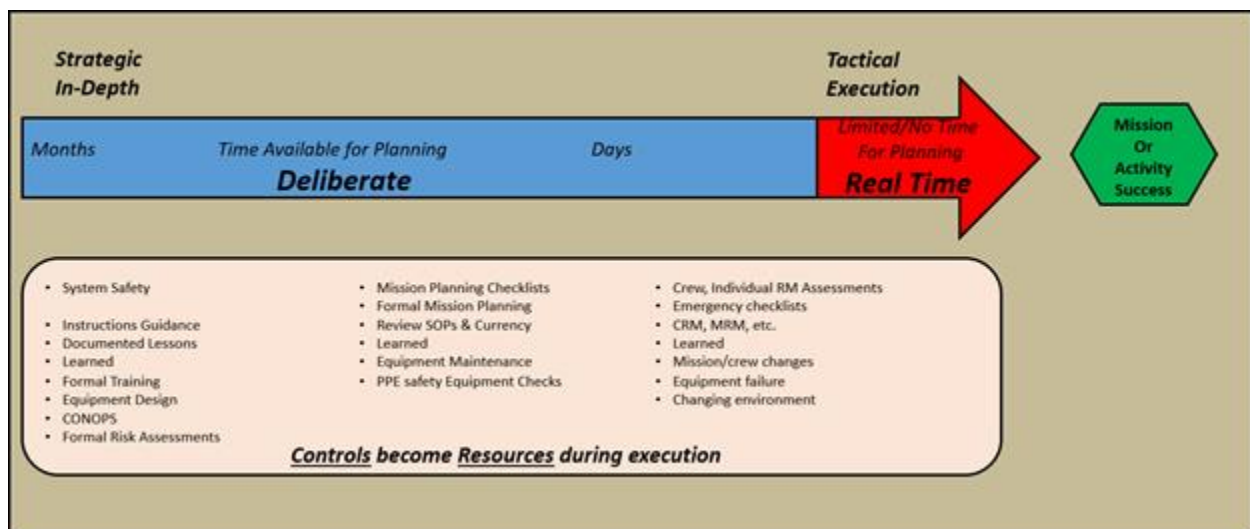 Strategic
In-Depth
Tactical
Execution
Months
Time Available for Planning
Days
Deliberate
Limited/No Time
For Planning
Real Time
Mission
Or
Activity
Success
• System Safety
• Instructions Guidance
• Documented Lessons
• Learned
• Formal Training
• Equipment Design
• CONOPS
• Formal Risk Assessments
• Mission Planning Checklists
• Formal Mission Planning
• Review SOPs & Currency
• Learned
• Equipment Maintenance
• PPE safety Equipment Checks
• Crew, Individual RM Assessments
• Emergency checklists
• CRM, MRM, etc.
• Learned
• Mission/crew changes
• Equipment failure
• Changing environment
Controls become Resources during execution